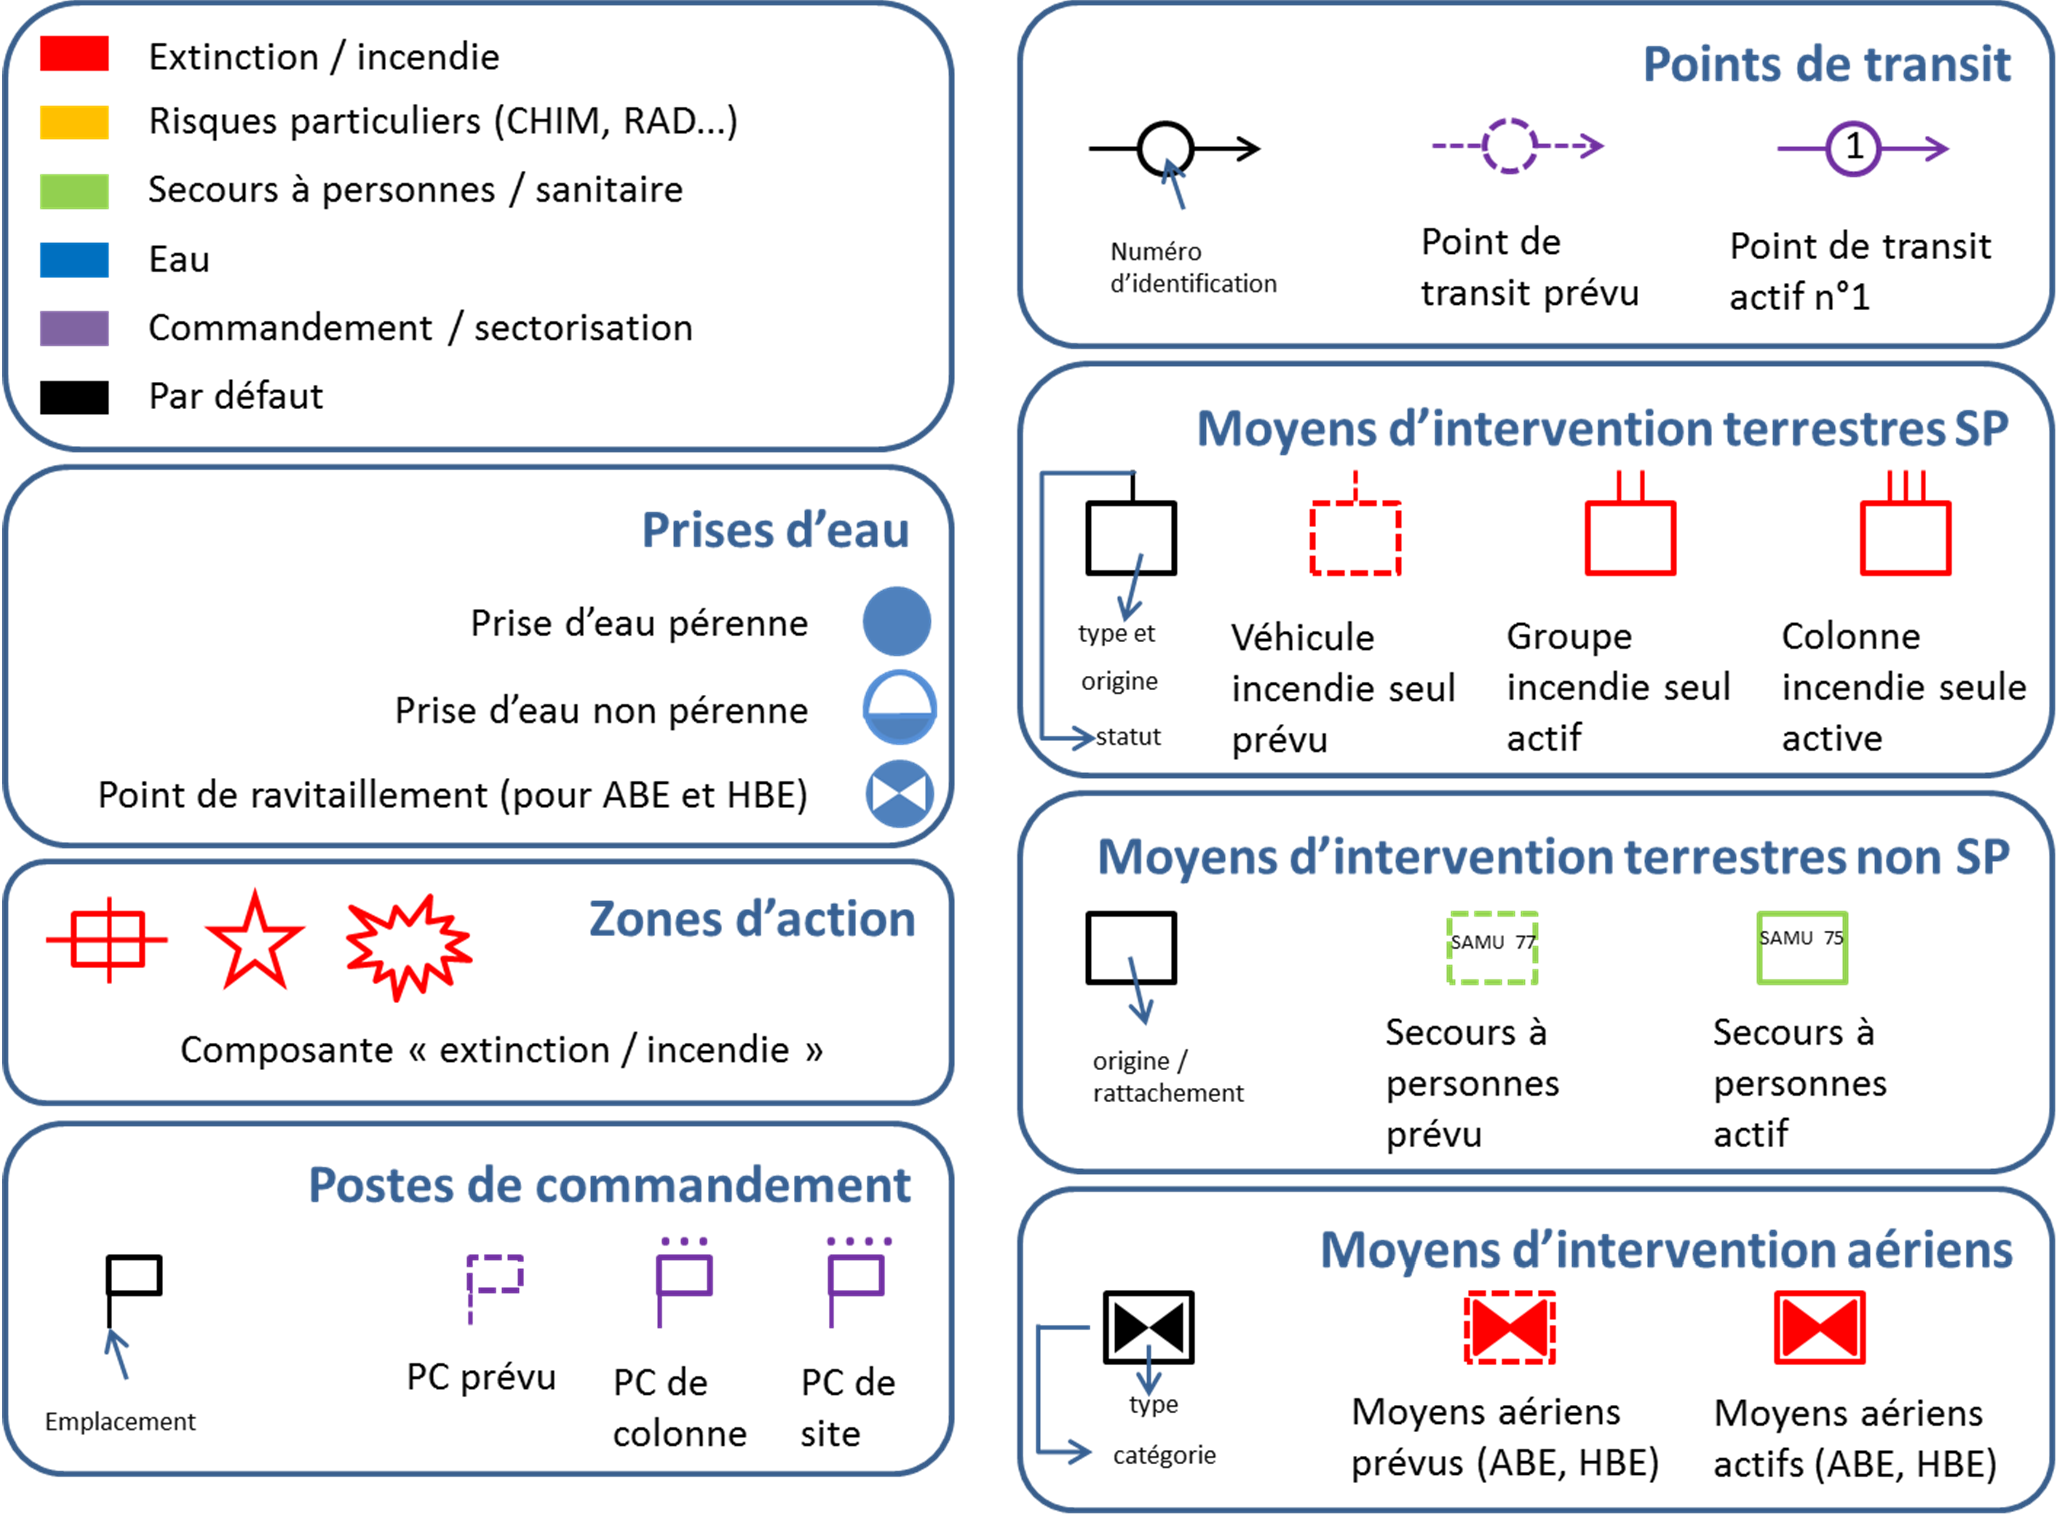 Extinction / incendie
Risques particuliers (CHIM, RAD...)
Secours à personnes / sanitaire
Eau
Commandement / sectorisation
Par défaut
Prises d’eau
Prise d’eau pérenne
Prise d’eau non pérenne
Point de ravitaillement (pour ABE et HBE)
Zones d’action
Composante « extinction / incendie »
Postes de commandement
Emplacement
PC prévu
PC de
colonne
PC de
site
Points de transit
1
Numéro
d’identification
Point de
transit prévu
Point de transit
actif n°1
Moyens d’intervention terrestres SP
type et
origine
statut
Véhicule
incendie seul
prévu
Groupe
incendie seul
actif
Colonne
incendie seule
active
Moyens d’intervention terrestres non SP
SAMU 77
SAMU 75
origine /
rattachement
Secours à
personnes
prévu
Secours à
personnes
actif
Moyens d’intervention aériens
type
catégorie
Moyens aériens
prévus (ABE, HBE)
Moyens aériens
actifs (ABE, HBE)